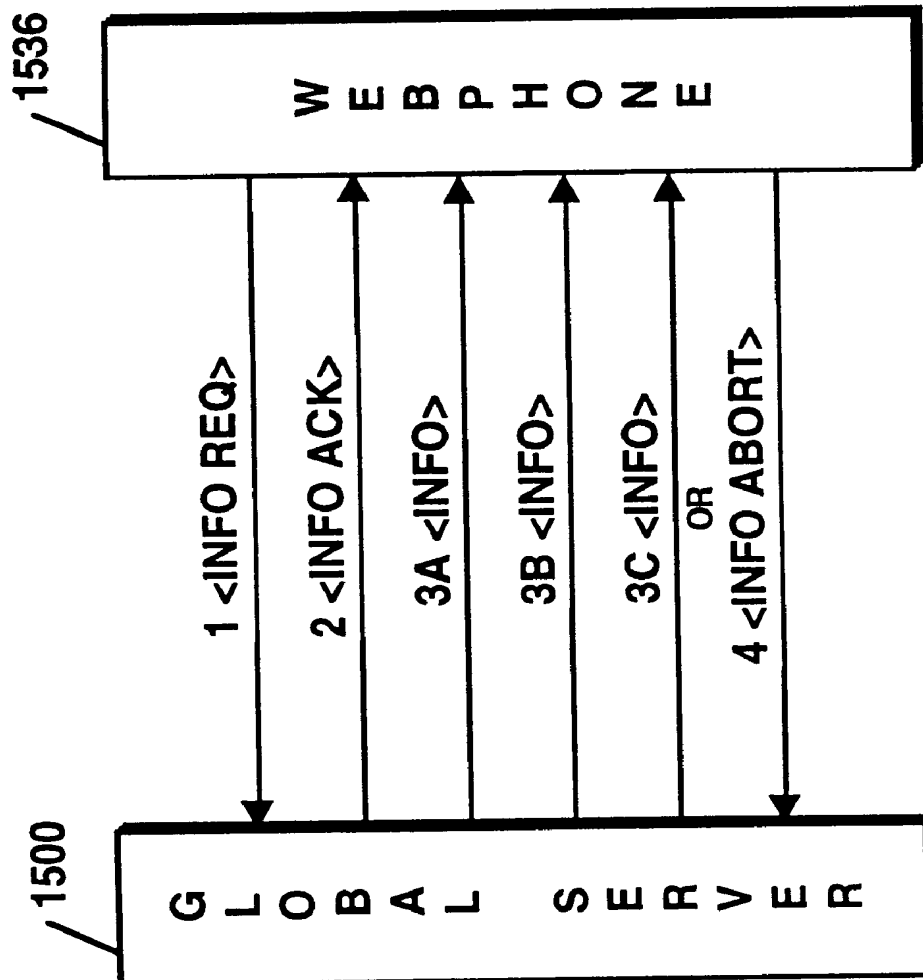 1536
WEBPHONE
1 <INFO REQ>
2 <INFO ACK>
3A <INFO>
3B <INFO>
3C <INFO>
OR
4 <INFO ABORT>
1500
GLOBAL SERVER